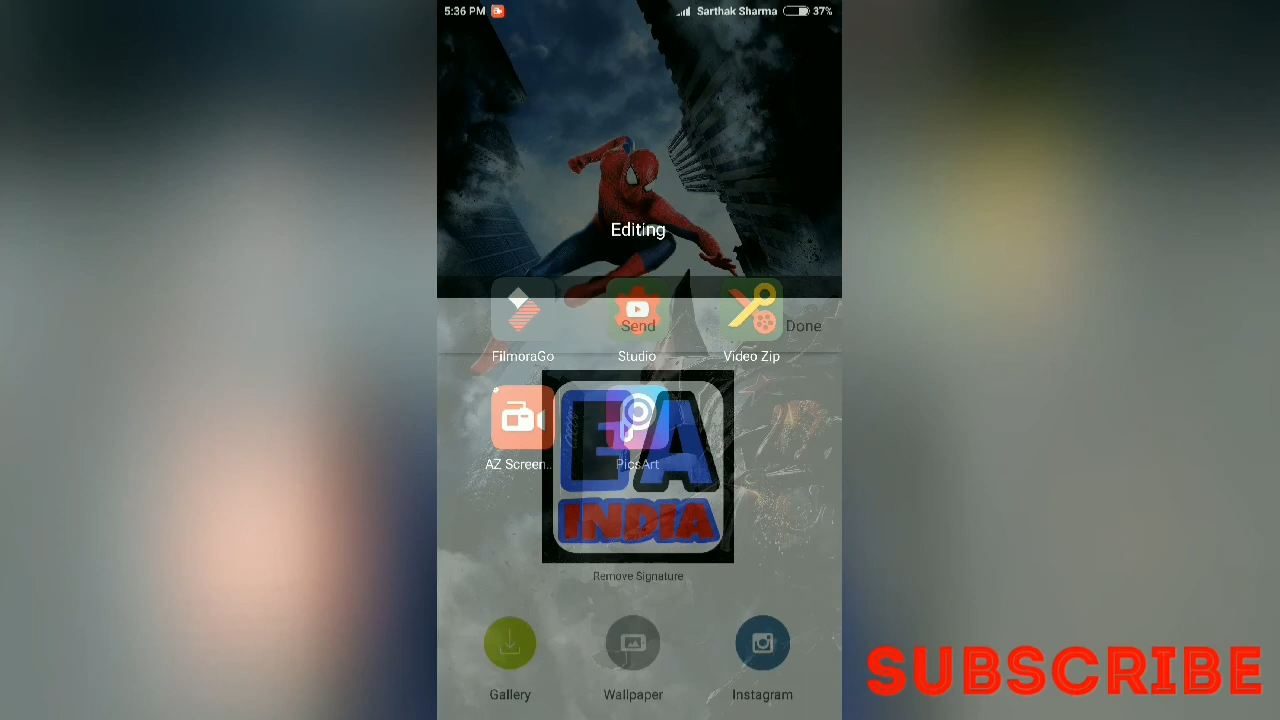 5:36 PM Sarthak Sharma 37%
Editing
Send Done
FilmoraGo Studio Video Zip
AZ Screen.. PicsArt
EA
INDIA
Remove Signature
Gallery Wallpaper Instagram
SUBSCRIBE